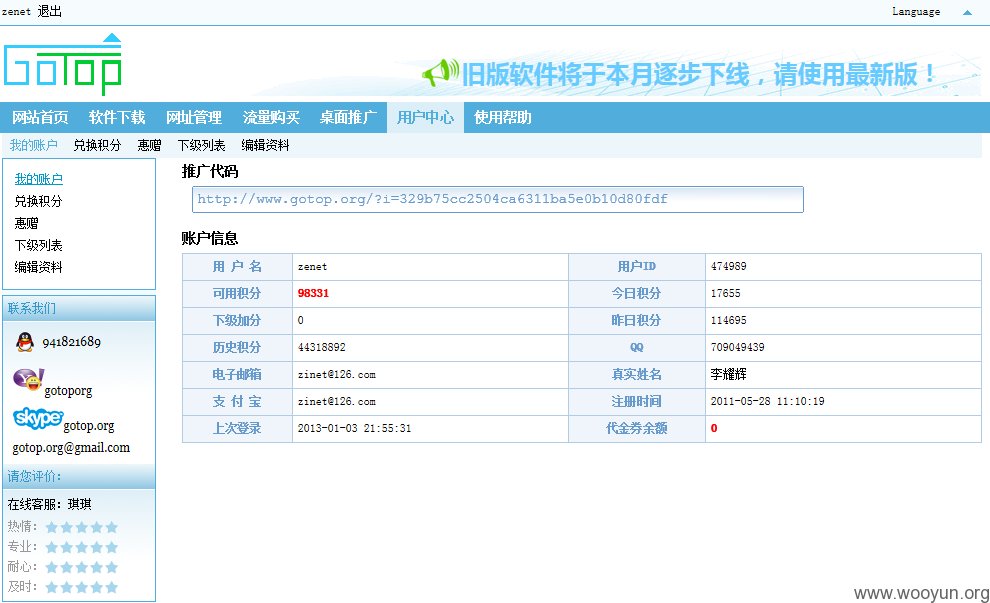 zenet 退出
Language
GoTop
旧版软件将于本月逐步下线，请使用最新版！
网站首页 软件下载 网址管理 流量购买 桌面推广 用户中心 使用帮助
我的账户 兑换积分 惠赠 下级列表 编辑资料
我的账户
兑换积分
惠赠
下级列表
编辑资料
联系我们
941821689
gotoporg
skype gotop.org
gotop.org@gmail.com
请您评价:
在线客服: 琪琪
热情:
专业:
耐心:
及时:
推广代码
http://www.gotop.org/?i=329b75cc2504ca6311ba5e0b10d80fdf
账户信息
用 户 名 zenet 用户ID 474989
可用积分 98331 今日积分 17655
下级加分 0 昨日积分 114695
历史积分 44318892 QQ 709049439
电子邮箱 zinet@126.com 真实姓名 李耀辉
支 付 宝 zinet@126.com 注册时间 2011-05-28 11:10:19
上次登录 2013-01-03 21:55:31 代金券余额 0
www.wooyun.org